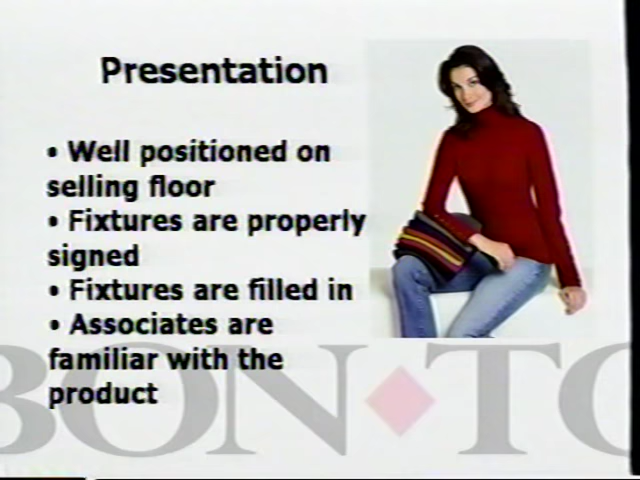 Presentation
• Well positioned on
selling floor
• Fixtures are properly
signed
• Fixtures are filled in
• Associates are
familiar with the
product
BON TO